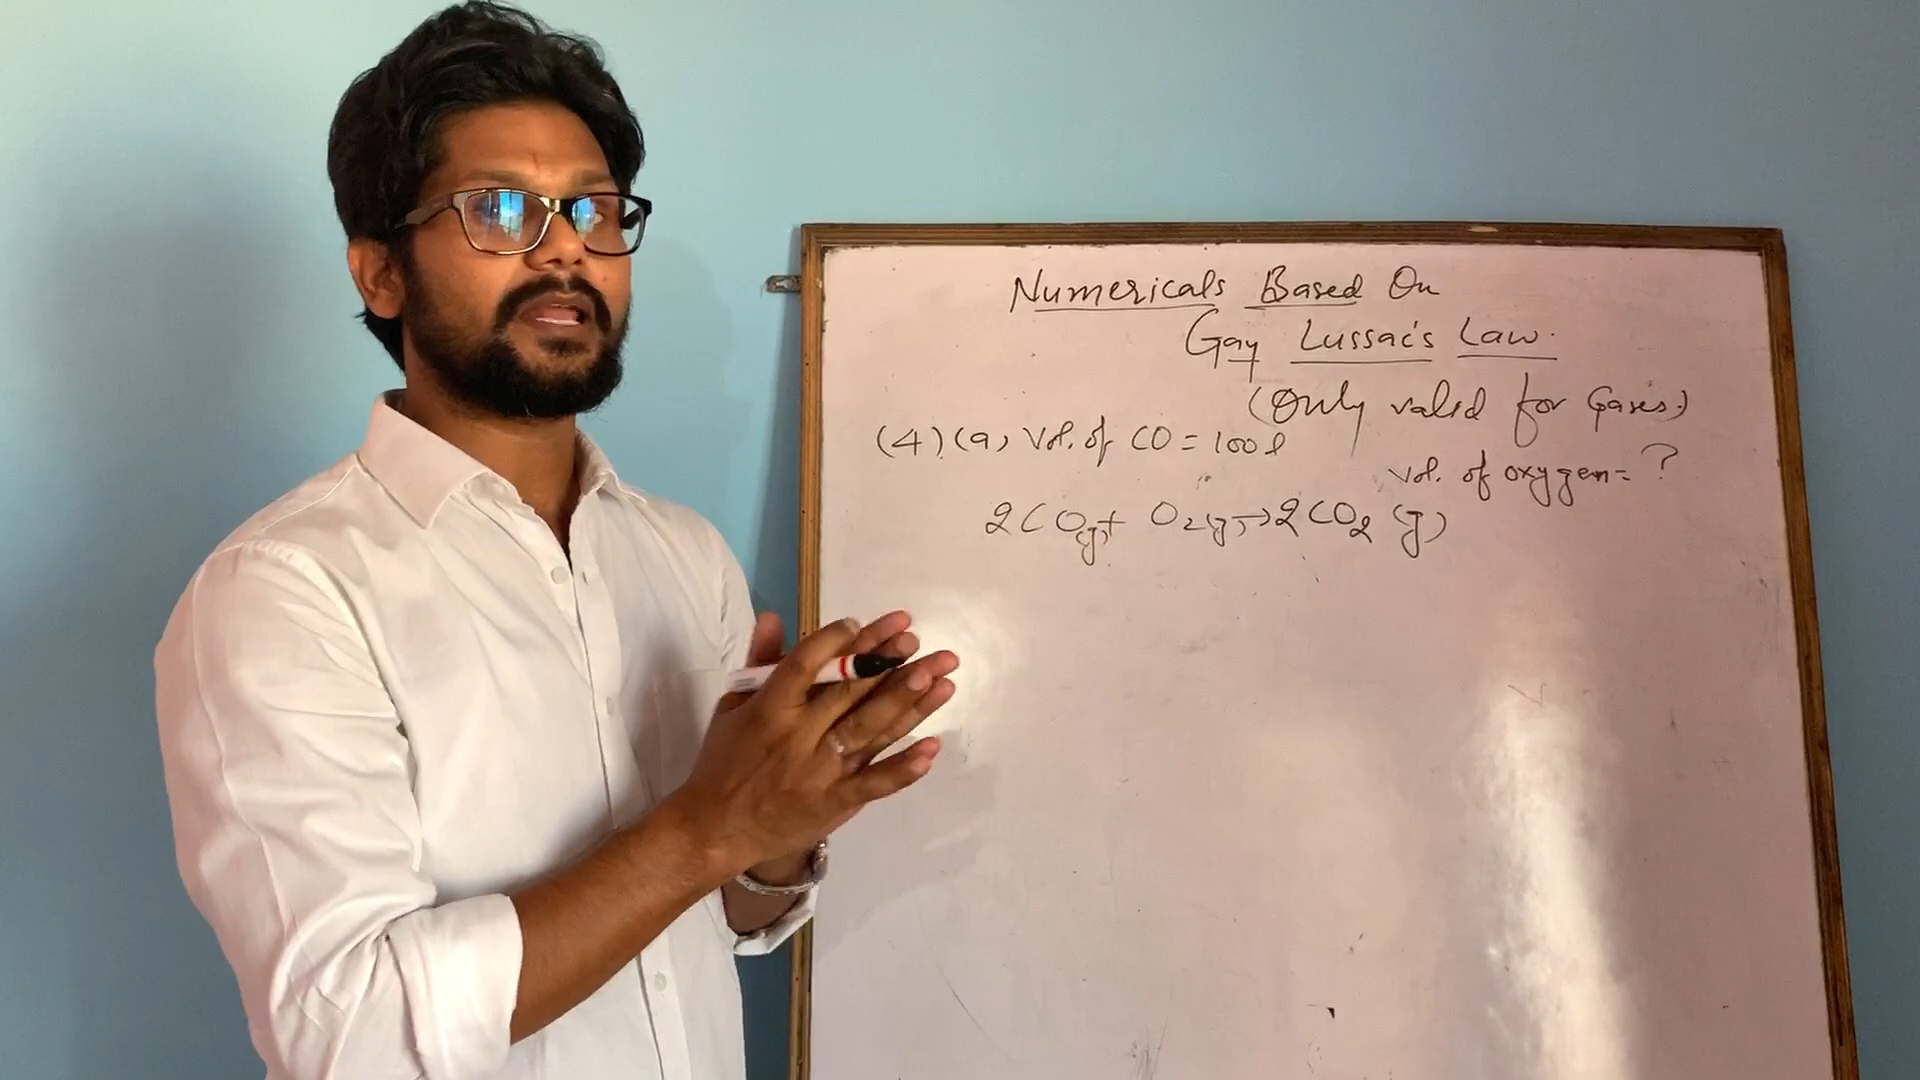 Numericals Based On
Gay Lussac's Law.
(Only valid for Gases.)
(4) (a) Vol. of CO = 100 l
Vol. of oxygen = ?
2CO(g) + O2(g) → 2CO2 (g)